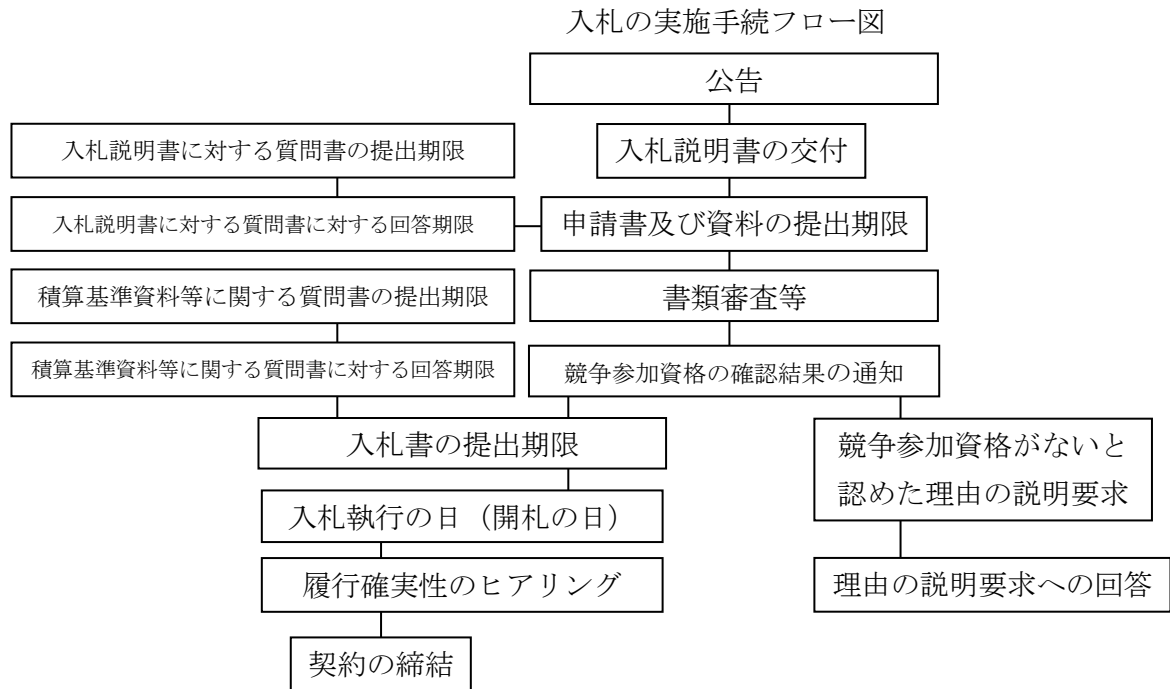 入札の実施手続フロー図
公告
入札説明書に対する質問書の提出期限
入札説明書の交付
入札説明書に対する質問書に対する回答期限
申請書及び資料の提出期限
積算基準資料等に関する質問書の提出期限
書類審査等
積算基準資料等に関する質問書に対する回答期限
競争参加資格の確認結果の通知
入札書の提出期限
競争参加資格がないと
認めた理由の説明要求
入札執行の日（開札の日）
履行確実性のヒアリング
理由の説明要求への回答
契約の締結